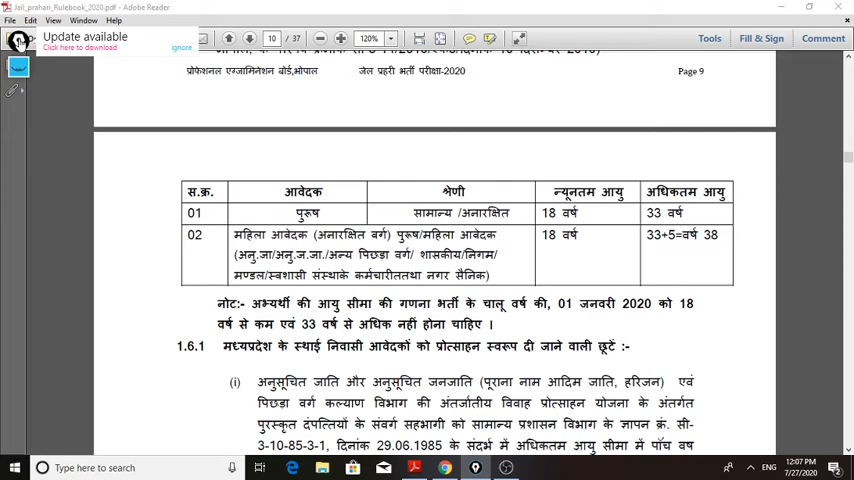 Jail_prahari_Rulebook_2020.pdf - Adobe Reader
File Edit View Window Help
Update available
Click here to download ignore
10 / 37 120% Tools Fill & Sign Comment
प्रोफेशनल एग्जामिनेशन बोर्ड,भोपाल जेल प्रहरी भर्ती परीक्षा-2020 Page 9
स.क्र. आवेदक श्रेणी न्यूनतम आयु अधिकतम आयु
01 पुरूष सामान्य /अनारक्षित 18 वर्ष 33 वर्ष
02 महिला आवेदक (अनारक्षित वर्ग) पुरूष/महिला आवेदक 18 वर्ष 33+5=वर्ष 38
(अनु.जा/अनु.ज.जा./अन्य पिछड़ा वर्ग/ शासकीय/निगम/
मण्डल/स्वशासी संस्थाके कर्मचारीतथा नगर सैनिक)
नोट:- अभ्यर्थी की आयु सीमा की गणना भर्ती के चालू वर्ष की, 01 जनवरी 2020 को 18
वर्ष से कम एवं 33 वर्ष से अधिक नहीं होना चाहिए ।
1.6.1 मध्यप्रदेश के स्थाई निवासी आवेदकों को प्रोत्साहन स्वरूप दी जाने वाली छूटें :-
(i) अनुसूचित जाति और अनुसूचित जनजाति (पूराना नाम आदिम जाति, हरिजन) एवं
पिछड़ा वर्ग कल्याण विभाग की अंतर्जातीय विवाह प्रोत्साहन योजना के अंतर्गत
पुरस्कृत दंपत्तियों के संवर्ग सहभागी को सामान्य प्रशासन विभाग के ज्ञापन क्रं. सी-
3-10-85-3-1, दिनांक 29.06.1985 के संदर्भ में अधिकतम आयु सीमा में पाँच वर्ष
Type here to search
ENG
12:07 PM
7/27/2020
2